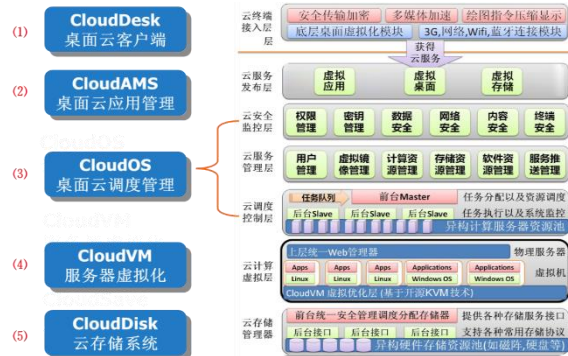 (1)
CloudDesk
桌面云客户端
(2)
CloudAMS
桌面云应用管理
(3)
CloudOS
桌面云调度管理
(4)
CloudVM
服务器虚拟化
(5)
CloudDisk
云存储系统
云终端
接入层
层
安全传输加密 多媒体加速 绘图指令压缩显示
底层桌面虚拟化模块 3G,网络,Wifi,蓝牙连接模块
获得
云服务
云服务
发布层
虚拟
应用
虚拟
桌面
虚拟
存储
云安全
监控层
权限
管理
密钥
管理
数据
安全
网络
安全
内容
安全
终端
安全
云服务
管理层
用户
管理
虚拟镜
像管理
计算资
源管理
存储资
源管理
软件资
源管理
服务推
送管理
云调度
控制层
任务队列 前台Master 任务分配以及资源调度
后台Slave 后台Slave 后台Slave 任务执行以及系统监控
异构计算服务器资源池
云计算
虚拟层
上层统一Web管理器 物理服务器
Apps
Linux
Apps
Linux
Apps
Linux
Applications
Windows OS
Applications
Windows OS
虚拟机
CloudVM 虚拟优化层 (基于开源KVM技术)
云存储
管理器
前台统一安全管理调度分配存储器 提供各种存储服务接口
后台接口 后台接口 后台接口 支持各种常用存储协议
异构硬件存储资源池(如磁阵,硬盘等)